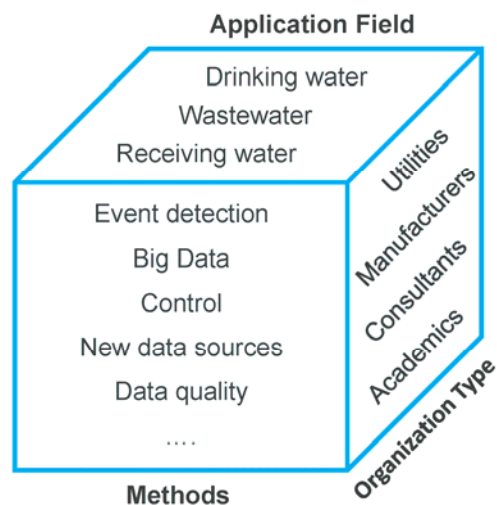 Application Field
Drinking water
Wastewater
Receiving water
Event detection
Big Data
Control
New data sources
Data quality
....
Methods
Utilities
Manufacturers
Consultants
Academics
Organization Type